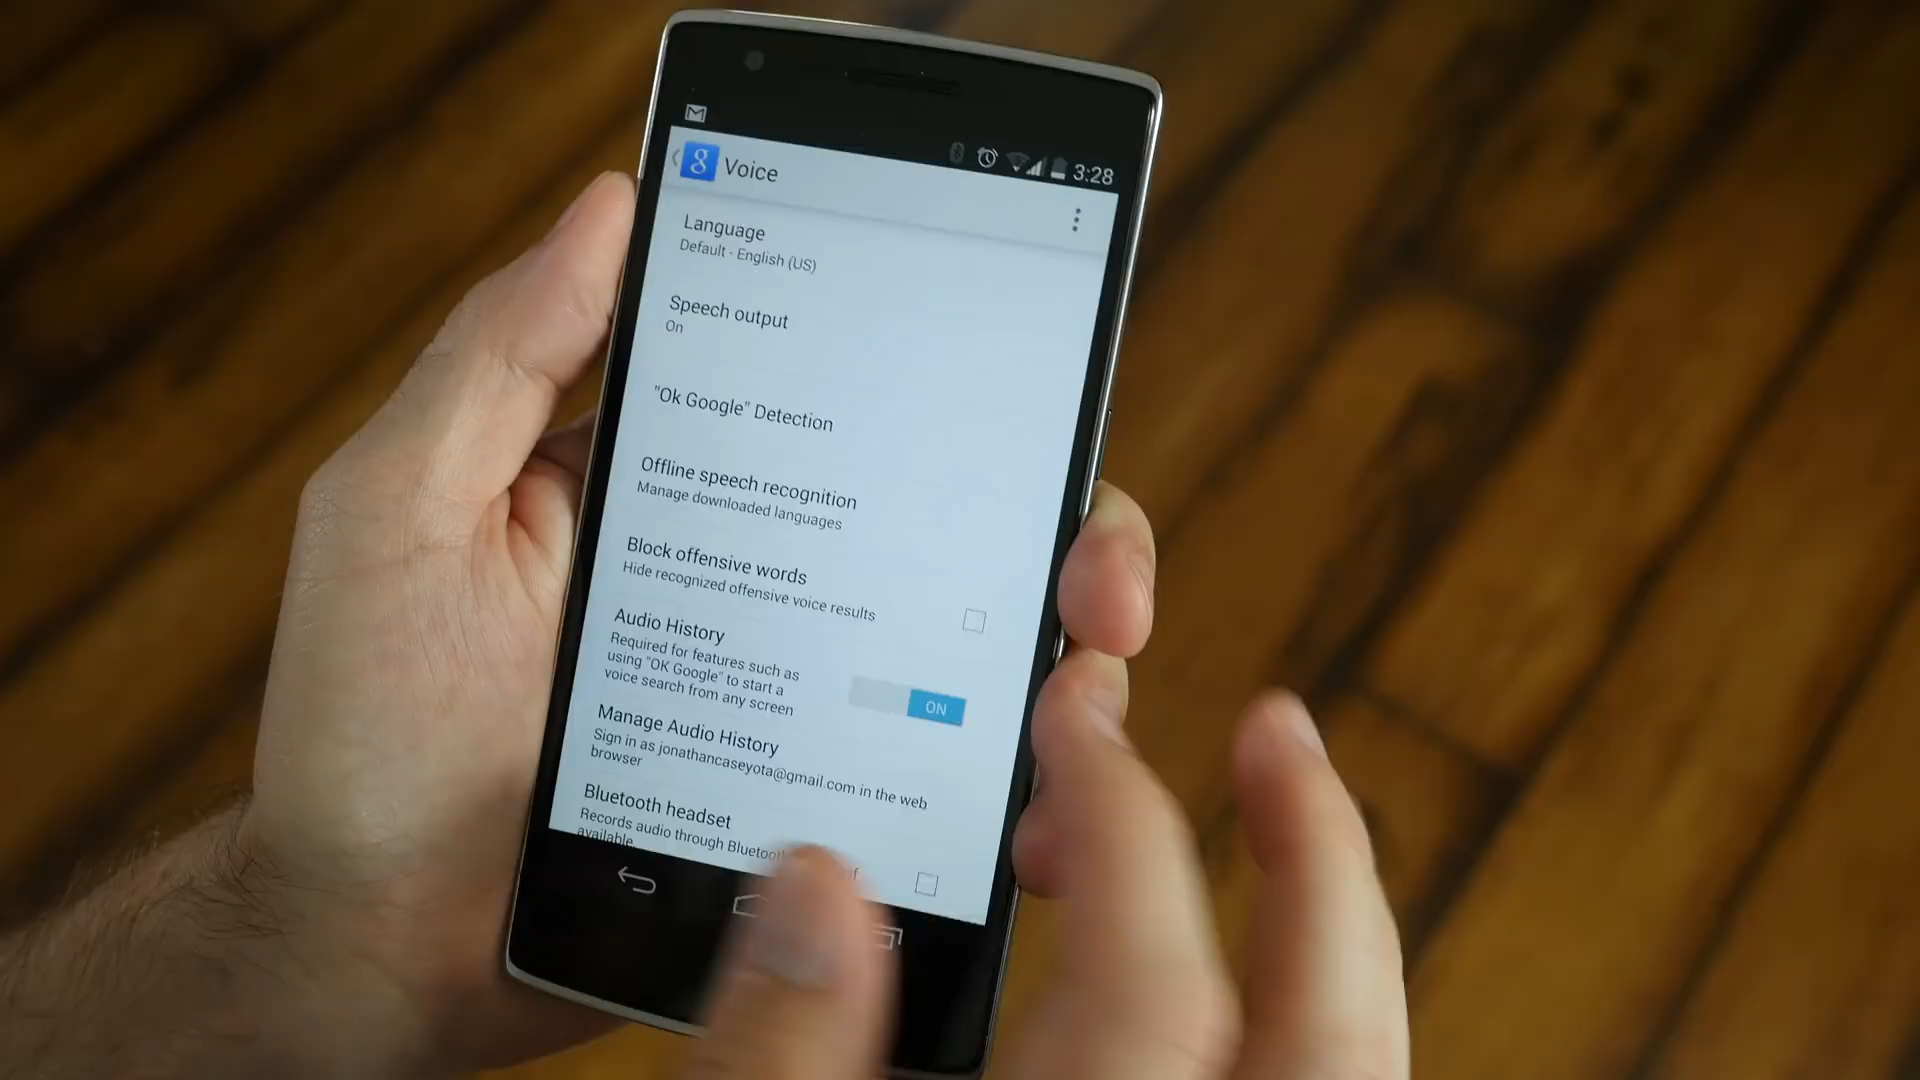 3:28
g Voice
Language
Default - English (US)
Speech output
On
"Ok Google" Detection
Offline speech recognition
Manage downloaded languages
Block offensive words
Hide recognized offensive voice results
Audio History
Required for features such as
using "OK Google" to start a
voice search from any screen
ON
Manage Audio History
Sign in as jonathancaseyota@gmail.com in the web
browser
Bluetooth headset
Records audio through Bluetooth
available